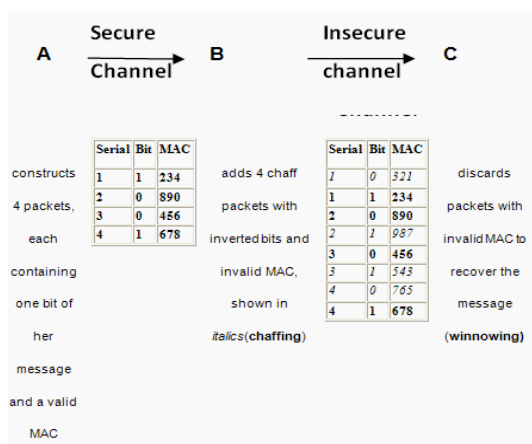 A
Secure
Channel
B
Insecure
channel
C
constructs
4 packets,
each
containing
one bit of
her
message
and a valid
MAC
Serial Bit MAC
1 1 234
2 0 890
3 0 456
4 1 678
adds 4 chaff
packets with
inverted bits and
invalid MAC,
shown in
italics(chaffing)
Serial Bit MAC
1 0 321
1 1 234
2 0 890
2 1 987
3 0 456
3 1 543
4 0 765
4 1 678
discards
packets with
invalid MAC to
recover the
message
(winnowing)